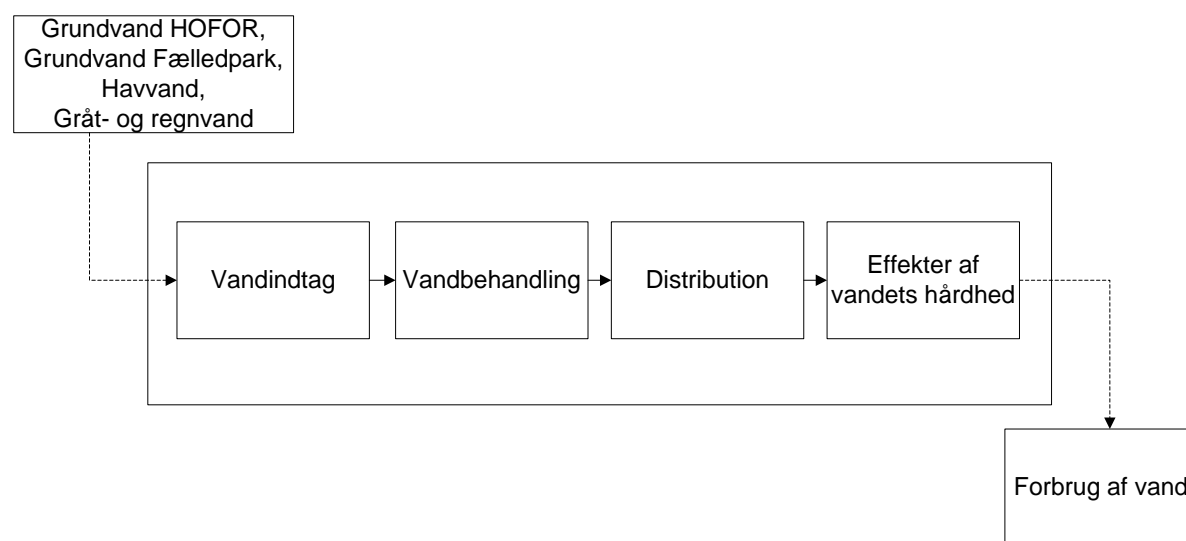 Grundvand HOFOR,
Grundvand Fælledpark,
Havvand,
Gråt- og regnvand
Vandindtag
Vandbehandling
Distribution
Effekter af
vandets hårdhed
Forbrug af vand